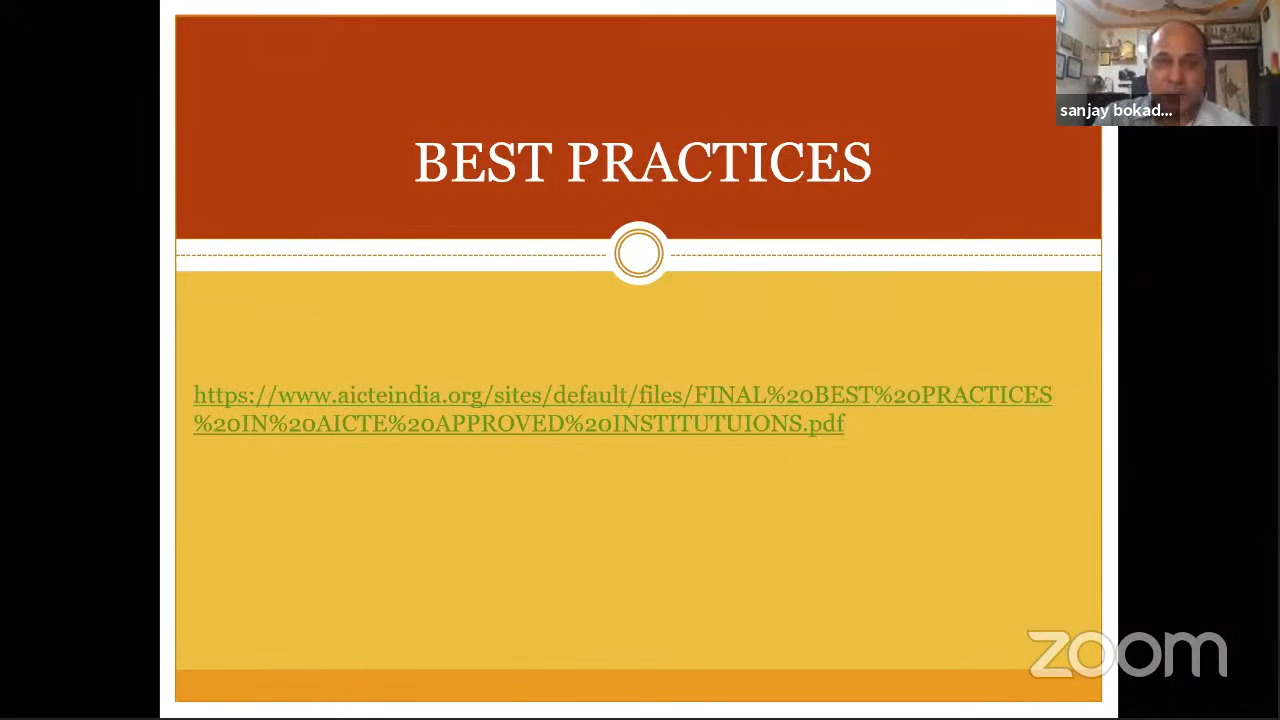 sanjay bokad...
BEST PRACTICES
https://www.aicteindia.org/sites/default/files/FINAL%20BEST%20PRACTICES
%20IN%20AICTE%20APPROVED%20INSTITUTUIONS.pdf
zoom